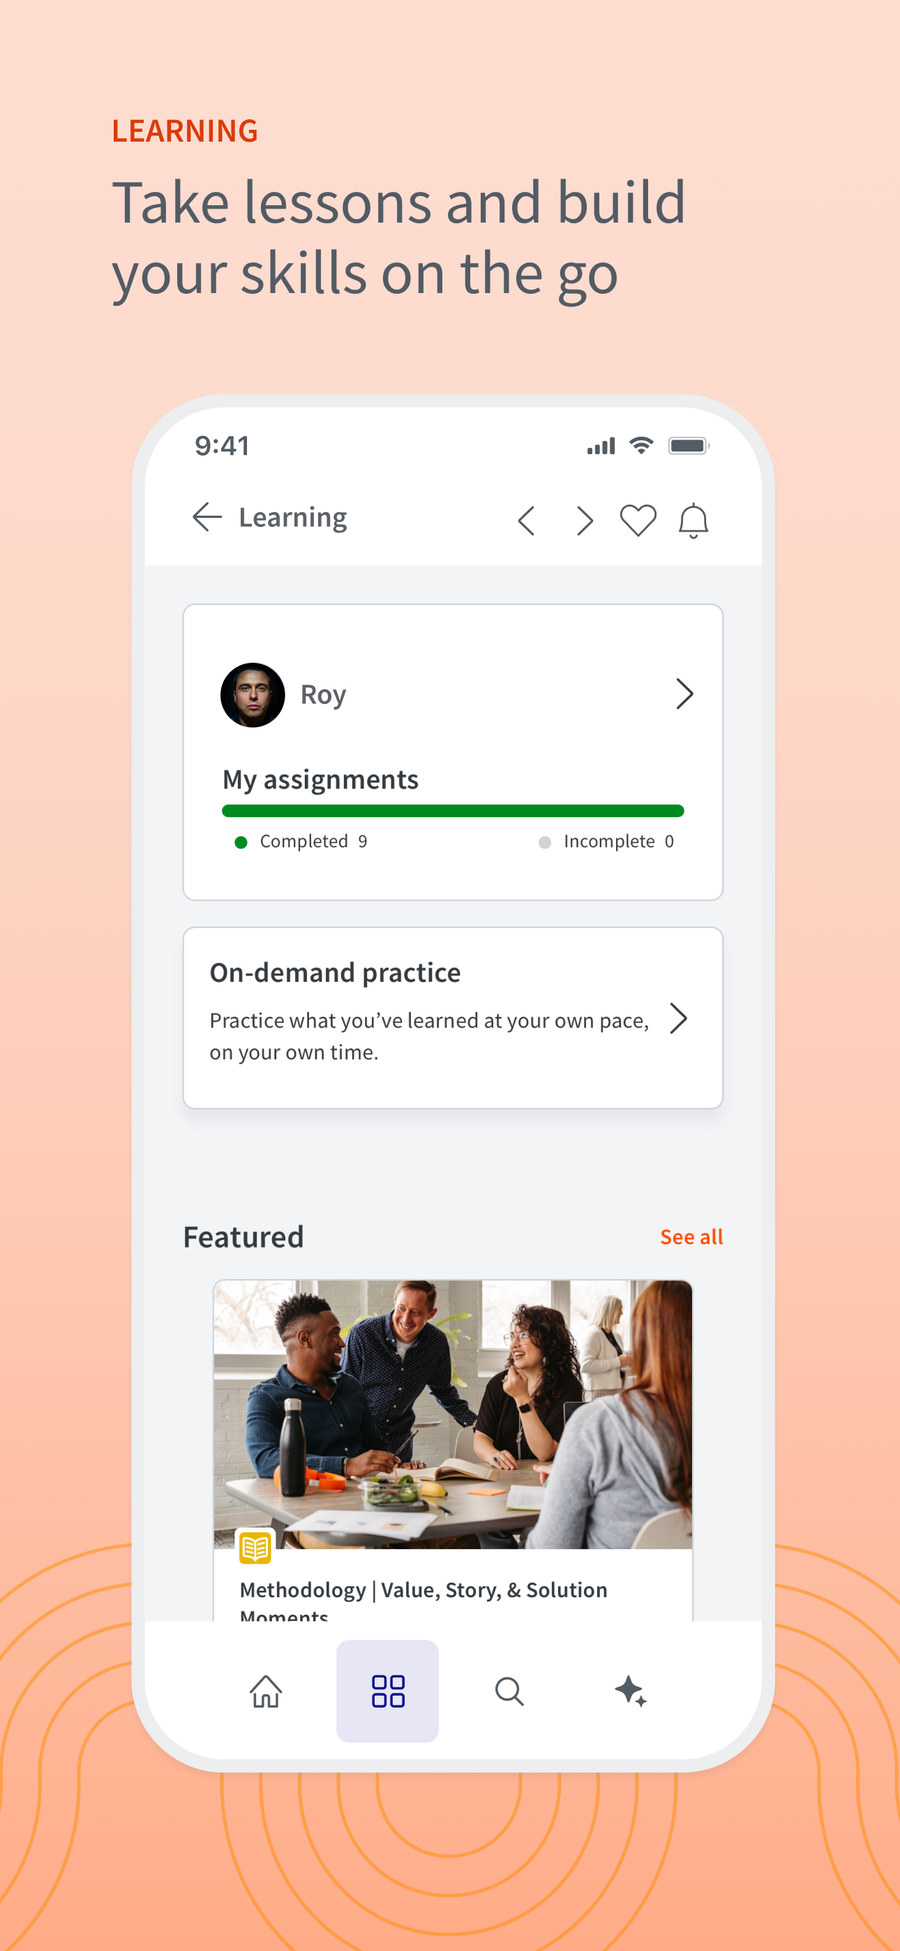 LEARNING
Take lessons and build
your skills on the go
9:41
Learning
Roy
My assignments
Completed 9
Incomplete 0
On-demand practice
Practice what you’ve learned at your own pace,
on your own time.
Featured
See all
Methodology | Value, Story, & Solution
Moments